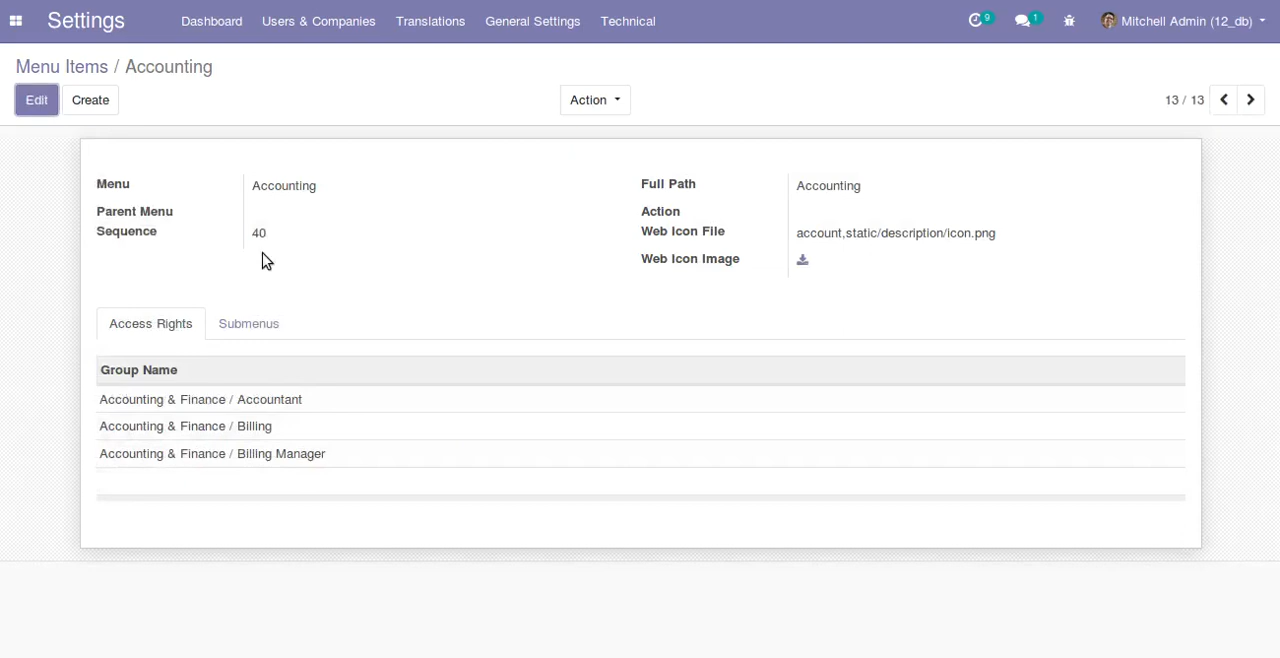 Settings Dashboard Users & Companies Translations General Settings Technical 9 1 Mitchell Admin (12_db)
Menu Items / Accounting
Edit Create Action 13 / 13
Menu Accounting Full Path Accounting
Parent Menu Action
Sequence 40 Web Icon File account,static/description/icon.png
Web Icon Image
Access Rights Submenus
Group Name
Accounting & Finance / Accountant
Accounting & Finance / Billing
Accounting & Finance / Billing Manager